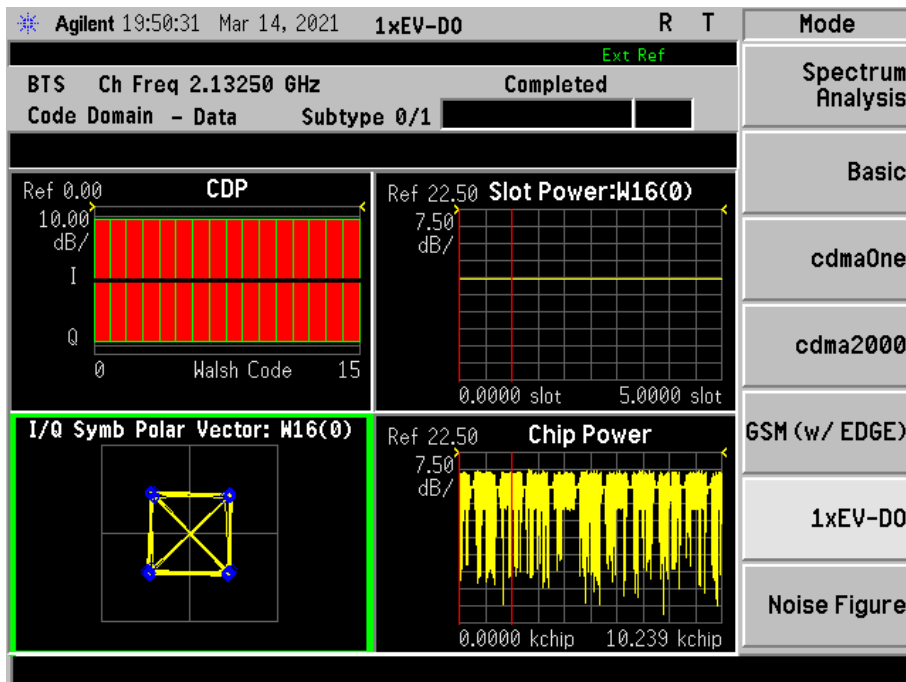 Agilent 19:50:31 Mar 14, 2021 1xEV-DO R T
Ext Ref
BTS Ch Freq 2.13250 GHz Completed
Code Domain - Data Subtype 0/1
Ref 0.00 CDP
10.00
dB/
I
Q
0 Walsh Code 15
Ref 22.50 Slot Power:W16(0)
7.50
dB/
0.0000 slot 5.0000 slot
I/Q Symb Polar Vector: W16(0)
Ref 22.50 Chip Power
7.50
dB/
0.0000 kchip 10.239 kchip
Mode
Spectrum
Analysis
Basic
cdmaOne
cdma2000
GSM (w/ EDGE)
1xEV-DO
Noise Figure